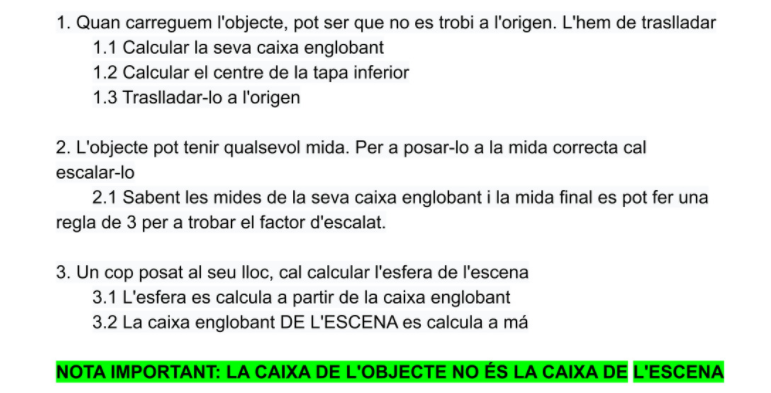 1. Quan carreguem l'objecte, pot ser que no es trobi a l'origen. L'hem de traslladar
1.1 Calcular la seva caixa englobant
1.2 Calcular el centre de la tapa inferior
1.3 Traslladar-lo a l'origen
2. L'objecte pot tenir qualsevol mida. Per a posar-lo a la mida correcta cal
escalar-lo
2.1 Sabent les mides de la seva caixa englobant i la mida final es pot fer una
regla de 3 per a trobar el factor d'escalat.
3. Un cop posat al seu lloc, cal calcular l'esfera de l'escena
3.1 L'esfera es calcula a partir de la caixa englobant
3.2 La caixa englobant DE L'ESCENA es calcula a má
NOTA IMPORTANT: LA CAIXA DE L'OBJECTE NO ÉS LA CAIXA DE L'ESCENA